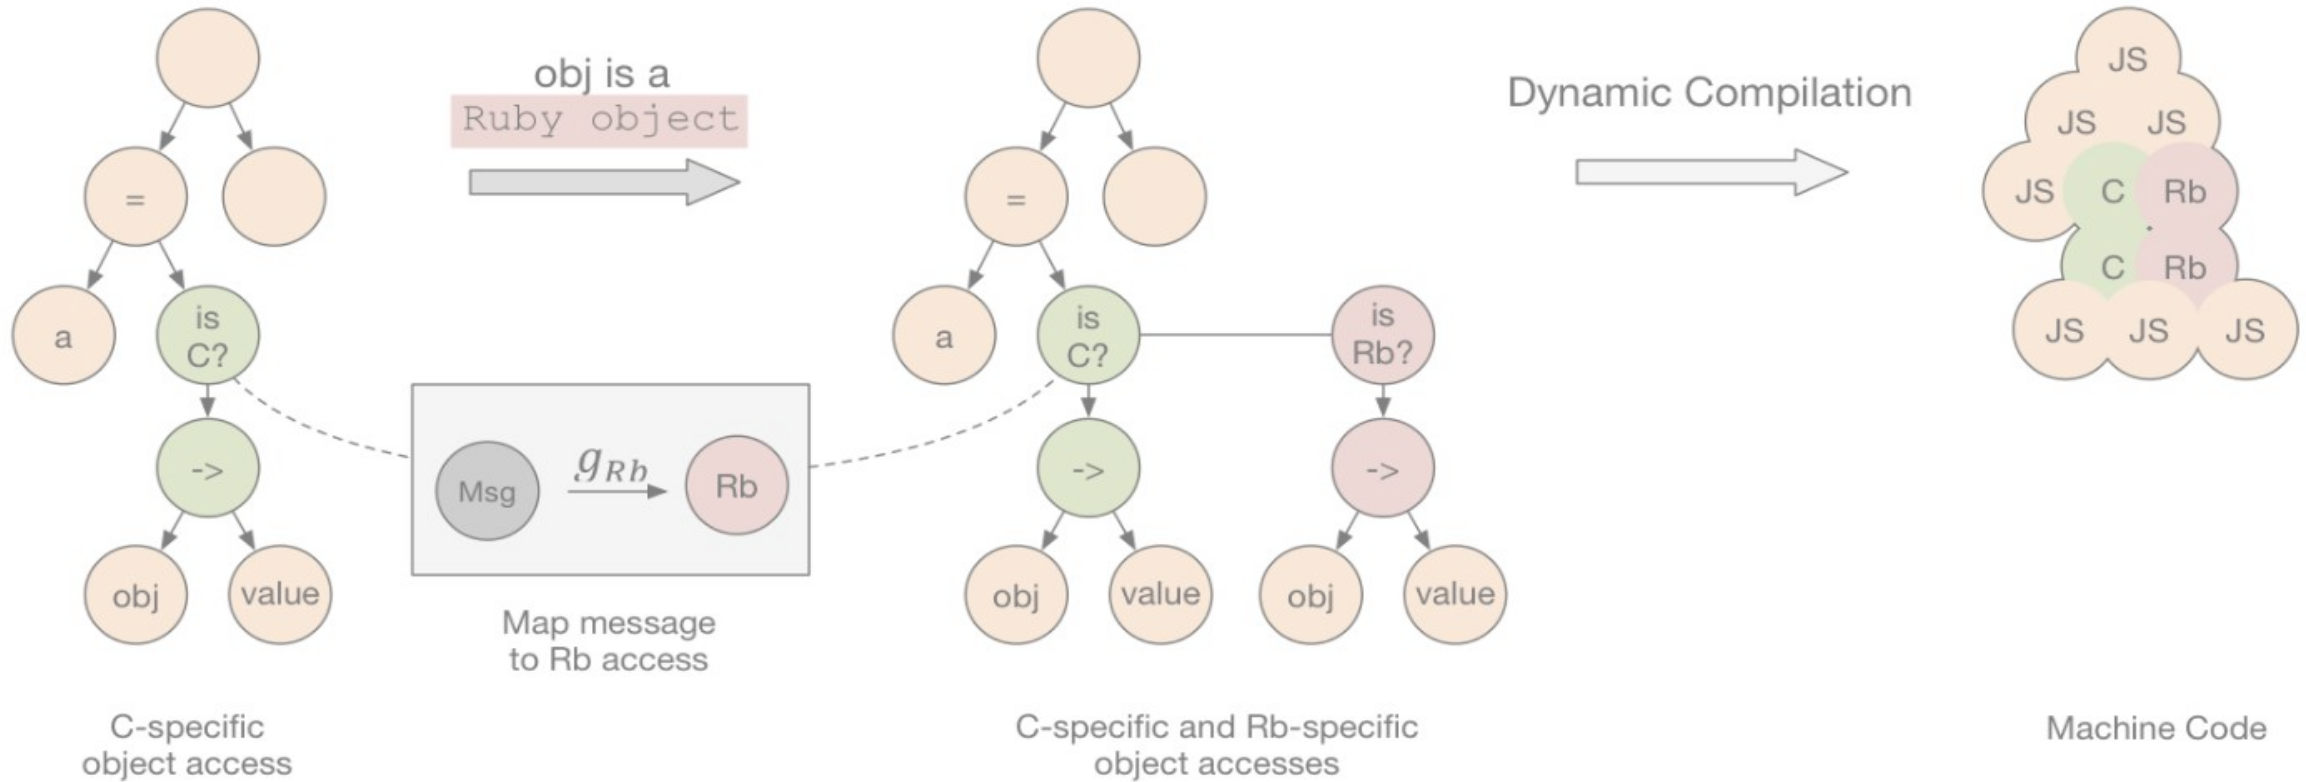 obj is a
Ruby object
Dynamic Compilation
=
a
is
C?
->
obj
value
Msg
gRb
Rb
Map message
to Rb access
C-specific
object access
=
a
is
C?
is
Rb?
->
->
obj
value
obj
value
C-specific and Rb-specific
object accesses
JS
JS JS
JS C Rb
C Rb
JS JS JS
Machine Code